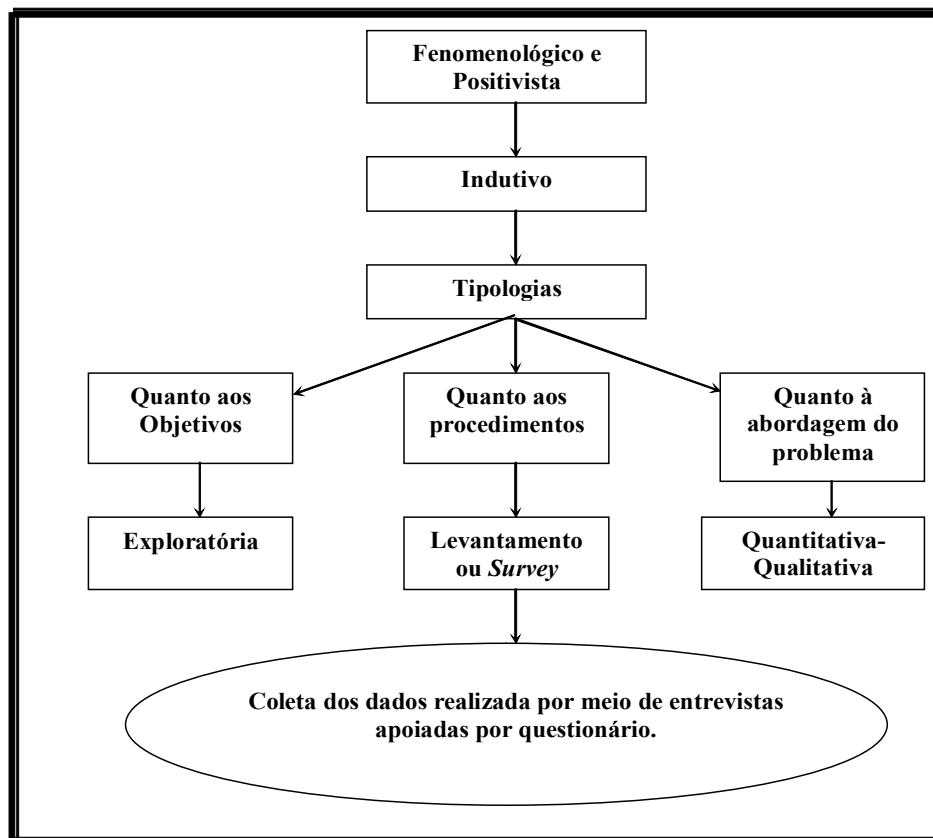 Fenomenológico e
Positivista
Indutivo
Tipologias
Quanto aos
Objetivos
Quanto aos
procedimentos
Quanto à
abordagem do
problema
Exploratória
Levantamento
ou Survey
Quantitativa-
Qualitativa
Coleta dos dados realizada por meio de entrevistas
apoiadas por questionário.